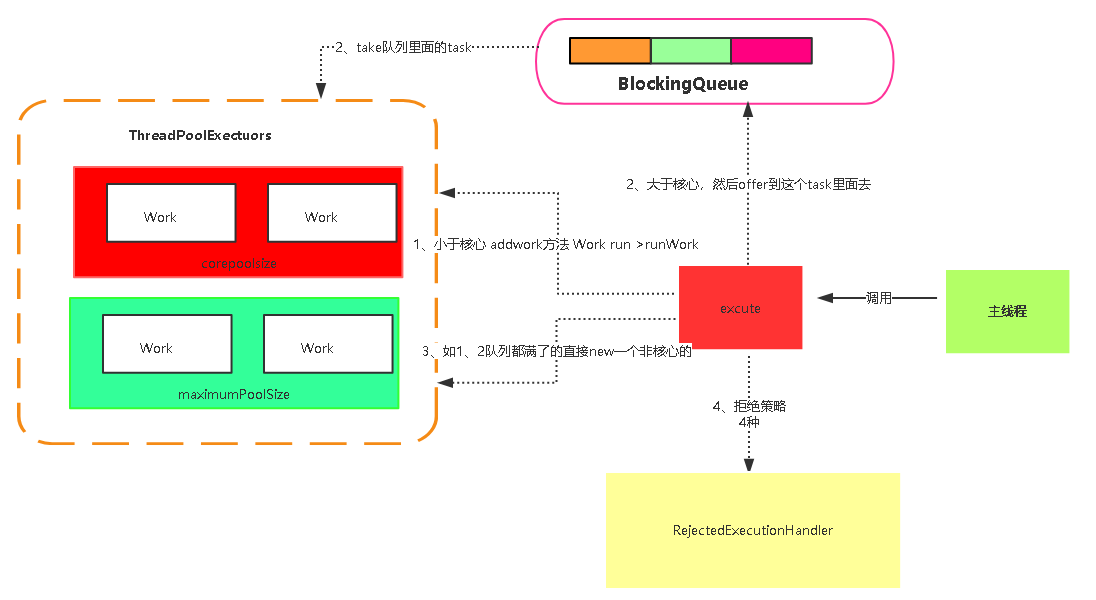 2、take队列里面的task
BlockingQueue
ThreadPoolExectuors
2、大于核心，然后offer到这个task里面去
Work
Work
1、小于核心 addwork方法 Work run >runWork
corepoolsize
调用
excute
主线程
Work
Work
3、如1、2队列都满了的直接new一个非核心的
maximumPoolSize
4、拒绝策略
4种
RejectedExecutionHandler